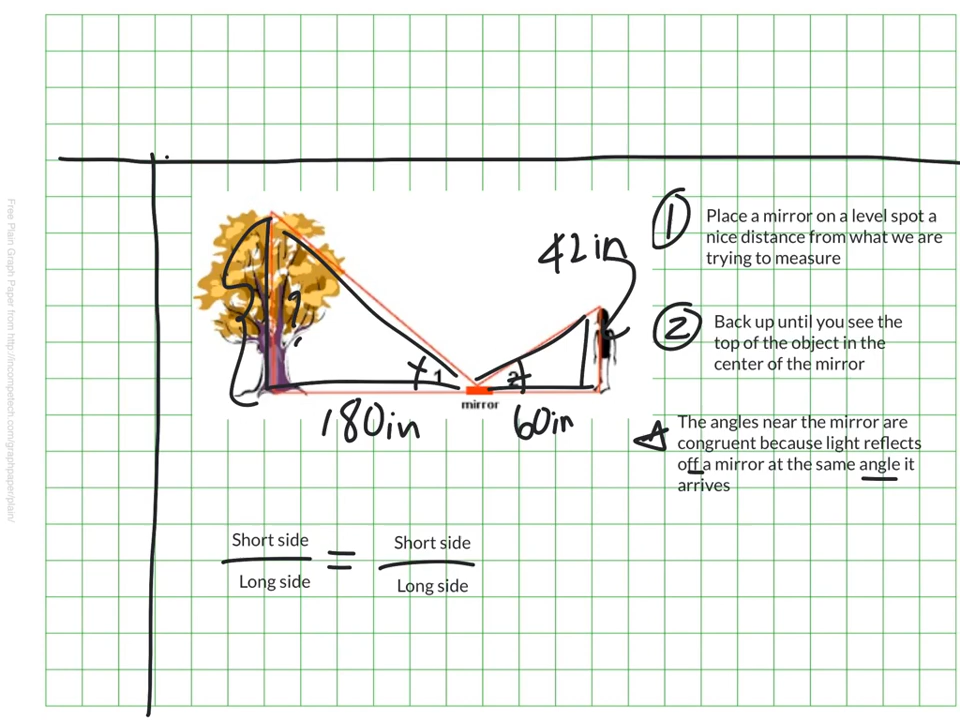 Free Plain Graph Paper from http://incompetech.com/graphpaper/plain/
1
Place a mirror on a level spot a
nice distance from what we are
trying to measure
42in
?
2
Back up until you see the
top of the object in the
center of the mirror
1
2
mirror
180in
60in
The angles near the mirror are
congruent because light reflects
off a mirror at the same angle it
arrives
Short side = Short side
Long side Long side